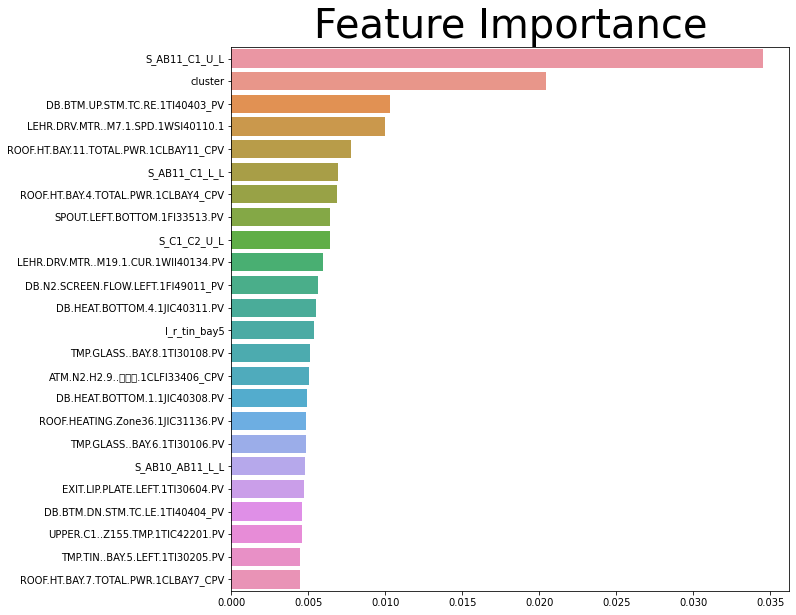 Feature Importance
S_AB11_C1_U_L
cluster
DB.BTM.UP.STM.TC.RE.1TI40403_PV
LEHR.DRV.MTR..M7.1.SPD.1WSI40110.1
ROOF.HT.BAY.11.TOTAL.PWR.1CLBAY11_CPV
S_AB11_C1_L_L
ROOF.HT.BAY.4.TOTAL.PWR.1CLBAY4_CPV
SPOUT.LEFT.BOTTOM.1FI33513.PV
S_C1_C2_U_L
LEHR.DRV.MTR..M19.1.CUR.1WII40134.PV
DB.N2.SCREEN.FLOW.LEFT.1FI49011_PV
DB.HEAT.BOTTOM.4.1JIC40311.PV
l_r_tin_bay5
TMP.GLASS..BAY.8.1TI30108.PV
ATM.N2.H2.9..▯▯▯.1CLFI33406_CPV
DB.HEAT.BOTTOM.1.1JIC40308.PV
ROOF.HEATING.Zone36.1JIC31136.PV
TMP.GLASS..BAY.6.1TI30106.PV
S_AB10_AB11_L_L
EXIT.LIP.PLATE.LEFT.1TI30604.PV
DB.BTM.DN.STM.TC.LE.1TI40404_PV
UPPER.C1..Z155.TMP.1TIC42201.PV
TMP.TIN..BAY.5.LEFT.1TI30205.PV
ROOF.HT.BAY.7.TOTAL.PWR.1CLBAY7_CPV
0.000 0.005 0.010 0.015 0.020 0.025 0.030 0.035